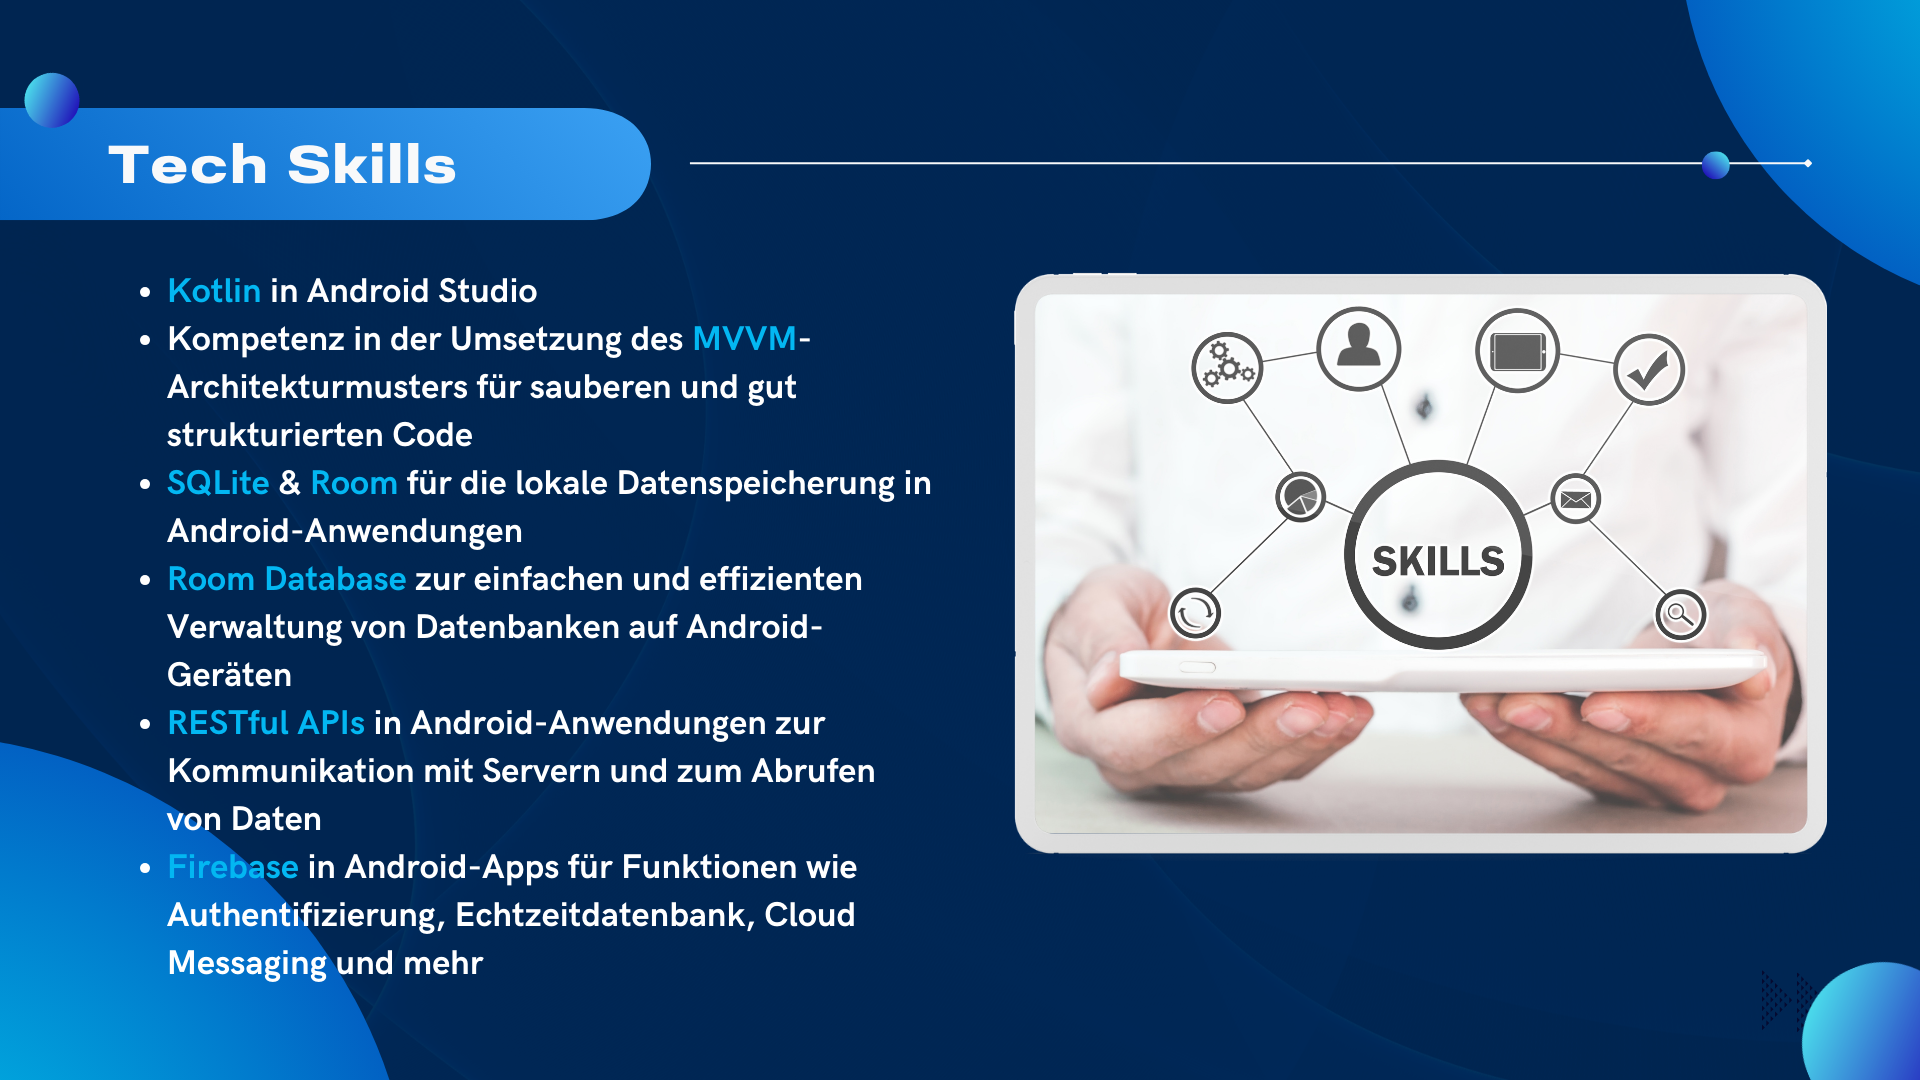 Tech Skills
• Kotlin in Android Studio
• Kompetenz in der Umsetzung des MVVM-
Architekturmusters für sauberen und gut
strukturierten Code
• SQLite & Room für die lokale Datenspeicherung in
Android-Anwendungen
• Room Database zur einfachen und effizienten
Verwaltung von Datenbanken auf Android-
Geräten
• RESTful APIs in Android-Anwendungen zur
Kommunikation mit Servern und zum Abrufen
von Daten
• Firebase in Android-Apps für Funktionen wie
Authentifizierung, Echtzeitdatenbank, Cloud
Messaging und mehr
SKILLS